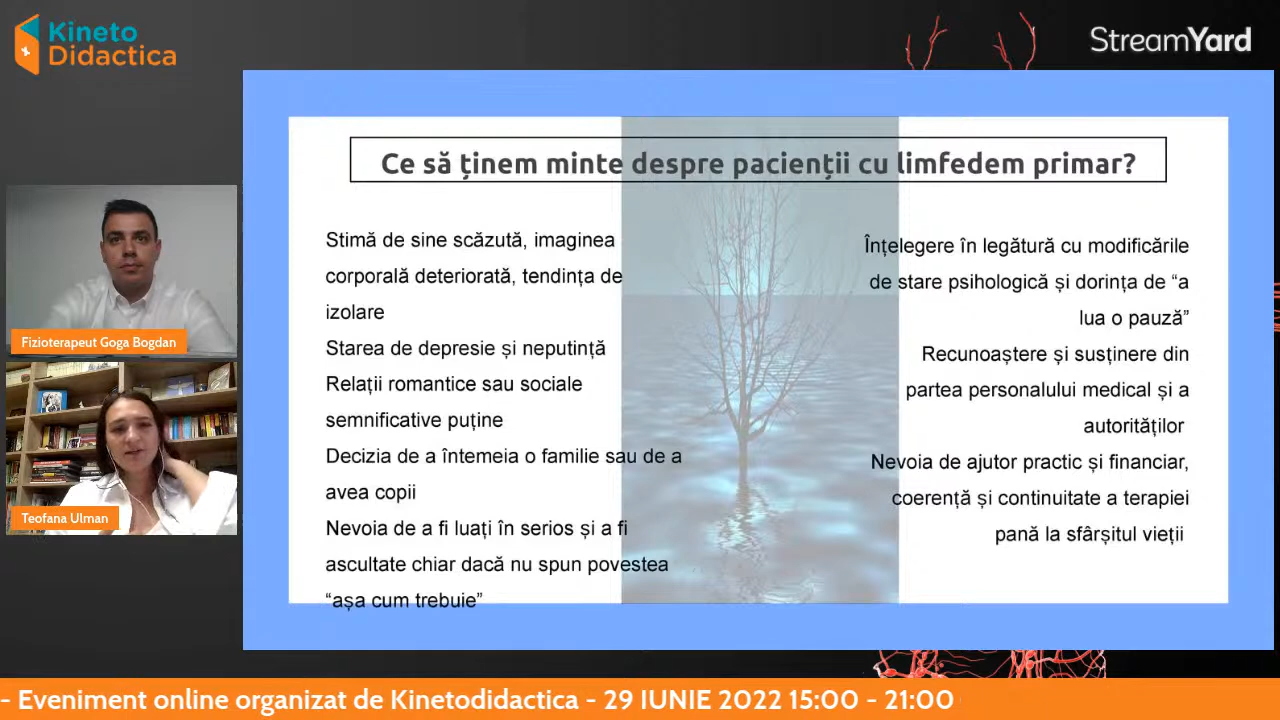 Kineto
Didactica
StreamYard
Ce să ținem minte despre pacienții cu limfedem primar?
Stimă de sine scăzută, imaginea
corporală deteriorată, tendința de
izolare
Starea de depresie și neputință
Relații romantice sau sociale
semnificative puține
Decizia de a întemeia o familie sau de a
avea copii
Nevoia de a fi luați în serios și a fi
ascultate chiar dacă nu spun povestea
“așa cum trebuie”
Înțelegere în legătură cu modificările
de stare psihologică și dorința de “a
lua o pauză”
Recunoaștere și susținere din
partea personalului medical și a
autorităților
Nevoia de ajutor practic și financiar,
coerență și continuitate a terapiei
pană la sfârșitul vieții
Fizioterapeut Goga Bogdan
Teofana Ulman
- Eveniment online organizat de Kinetodidactica - 29 IUNIE 2022 15:00 - 21:00